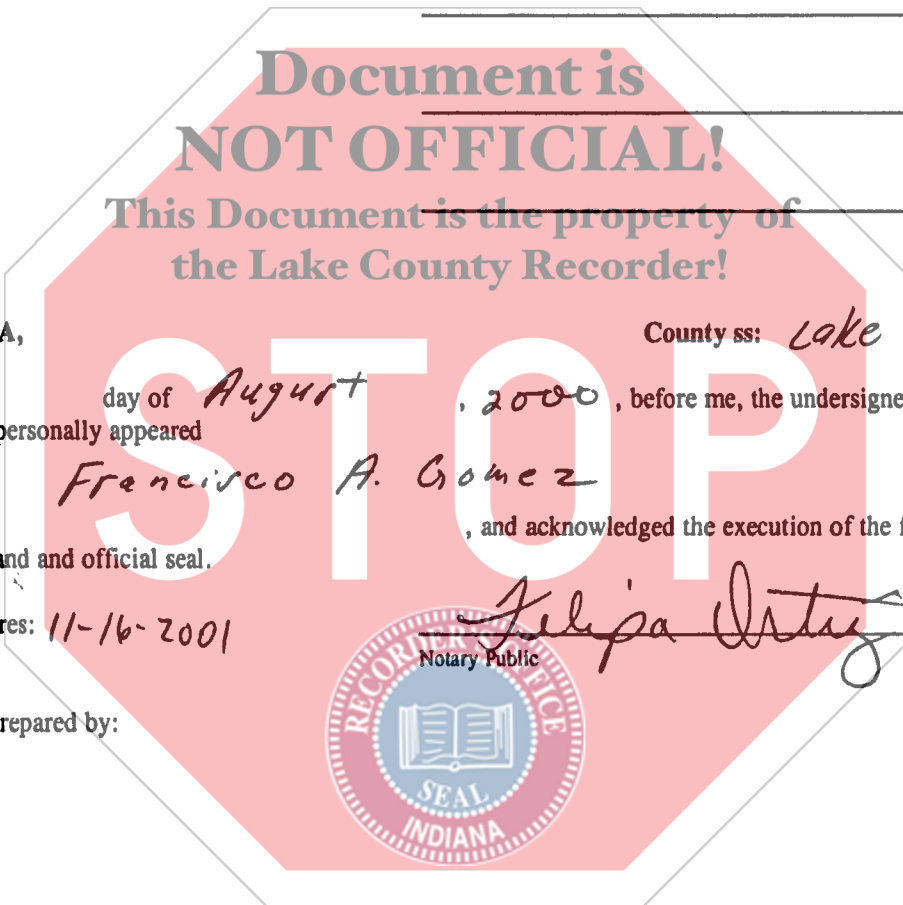 Document is
NOT OFFICIAL!
This Document is the property of
the Lake County Recorder!
STOP
A,
County ss: Lake
day of August , 2000 , before me, the undersigne
personally appeared
Francisco A. Gomez
, and acknowledged the execution of the f
and and official seal.
res: 11-16-2001
Felipa Ortiz
Notary Public
repared by:
RECORDER'S OFFICE
SEAL
INDIANA